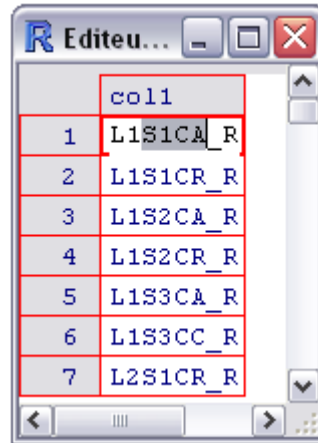 Editeu...
col1
1 L1S1CA_R
2 L1S1CR_R
3 L1S2CA_R
4 L1S2CR_R
5 L1S3CA_R
6 L1S3CC_R
7 L2S1CR_R